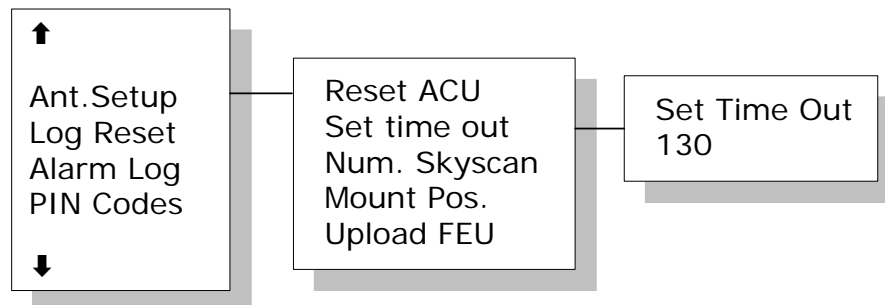 ⬆
Ant.Setup
Log Reset
Alarm Log
PIN Codes
⬇
Reset ACU
Set time out
Num. Skyscan
Mount Pos.
Upload FEU
Set Time Out
130